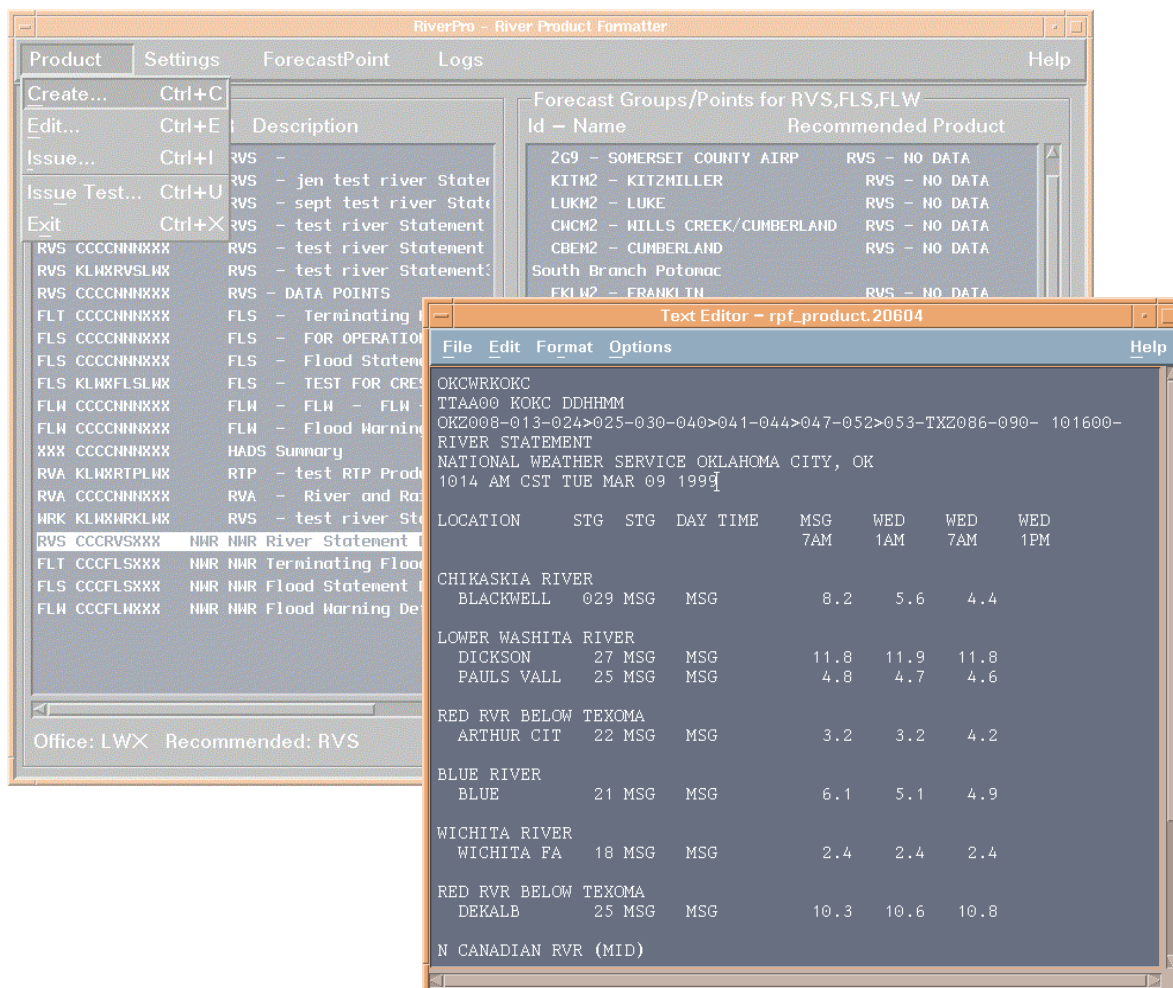 RiverPro - River Product Formatter
Product Settings ForecastPoint Logs Help
Create... Ctrl+C
Edit... Ctrl+E
Issue... Ctrl+I
Issue Test... Ctrl+U
Exit Ctrl+X
Description
RVS -
RVS - jen test river
RVS - sept test river
RVS - test river Statement
RVS CCCCNNNXXX RVS - test river Statement
RVS KLWXRVSLWX RVS - test river Statement
RVS CCCCNNNXXX RVS - DATA POINTS
FLT CCCCNNNXXX FLS - Terminating
FLS CCCCNNNXXX FLS - FOR
FLS CCCCNNNXXX FLS - Flood
FLS KLWXFLSLWX FLS - TEST FOR
FLW CCCCNNNXXX FLW - FLW - FLW
FLW CCCCNNNXXX FLW - Flood
XXX CCCCNNNXXX HADS Summary
RVA KLWXRTPLWX RTP - test RTP
RVA CCCCNNNXXX RVA - River and
WRK KLWXWRKLWX RVS - test river
RVS CCCRVSXXX NWR NWR River Statement
FLT CCCFLSXXX NWR NWR Terminating
FLS CCCFLSXXX NWR NWR Flood Statement
FLW CCCFLWXXX NWR NWR Flood Warning
Office: LWX Recommended: RVS
Forecast Groups/Points for RVS,FLS,FLW
Id - Name Recommended Product
2G9 - SOMERSET COUNTY AIRP RVS - NO DATA
KITM2 - KITZMILLER RVS - NO DATA
LUKM2 - LUKE RVS - NO DATA
CWCM2 - WILLS CREEK/CUMBERLAND RVS - NO DATA
CBEM2 - CUMBERLAND RVS - NO DATA
South Branch Potomac
FKLW2 - FRANKLIN RVS - NO DATA
Text Editor - rpf_product.20604
File Edit Format Options Help
OKCWRKOKC
TTAA00 KOKC DDHHMM
OKZ008-013-024>025-030-040>041-044>047-052>053-TXZ086-090- 101600-
RIVER STATEMENT
NATIONAL WEATHER SERVICE OKLAHOMA CITY, OK
1014 AM CST TUE MAR 09 1999
LOCATION STG STG DAY TIME MSG WED WED WED
7AM 1AM 7AM 1PM
CHIKASKIA RIVER
BLACKWELL 029 MSG MSG 8.2 5.6 4.4
LOWER WASHITA RIVER
DICKSON 27 MSG MSG 11.8 11.9 11.8
PAULS VALL 25 MSG MSG 4.8 4.7 4.6
RED RVR BELOW TEXOMA
ARTHUR CIT 22 MSG MSG 3.2 3.2 4.2
BLUE RIVER
BLUE 21 MSG MSG 6.1 5.1 4.9
WICHITA RIVER
WICHITA FA 18 MSG MSG 2.4 2.4 2.4
RED RVR BELOW TEXOMA
DEKALB 25 MSG MSG 10.3 10.6 10.8
N CANADIAN RVR (MID)